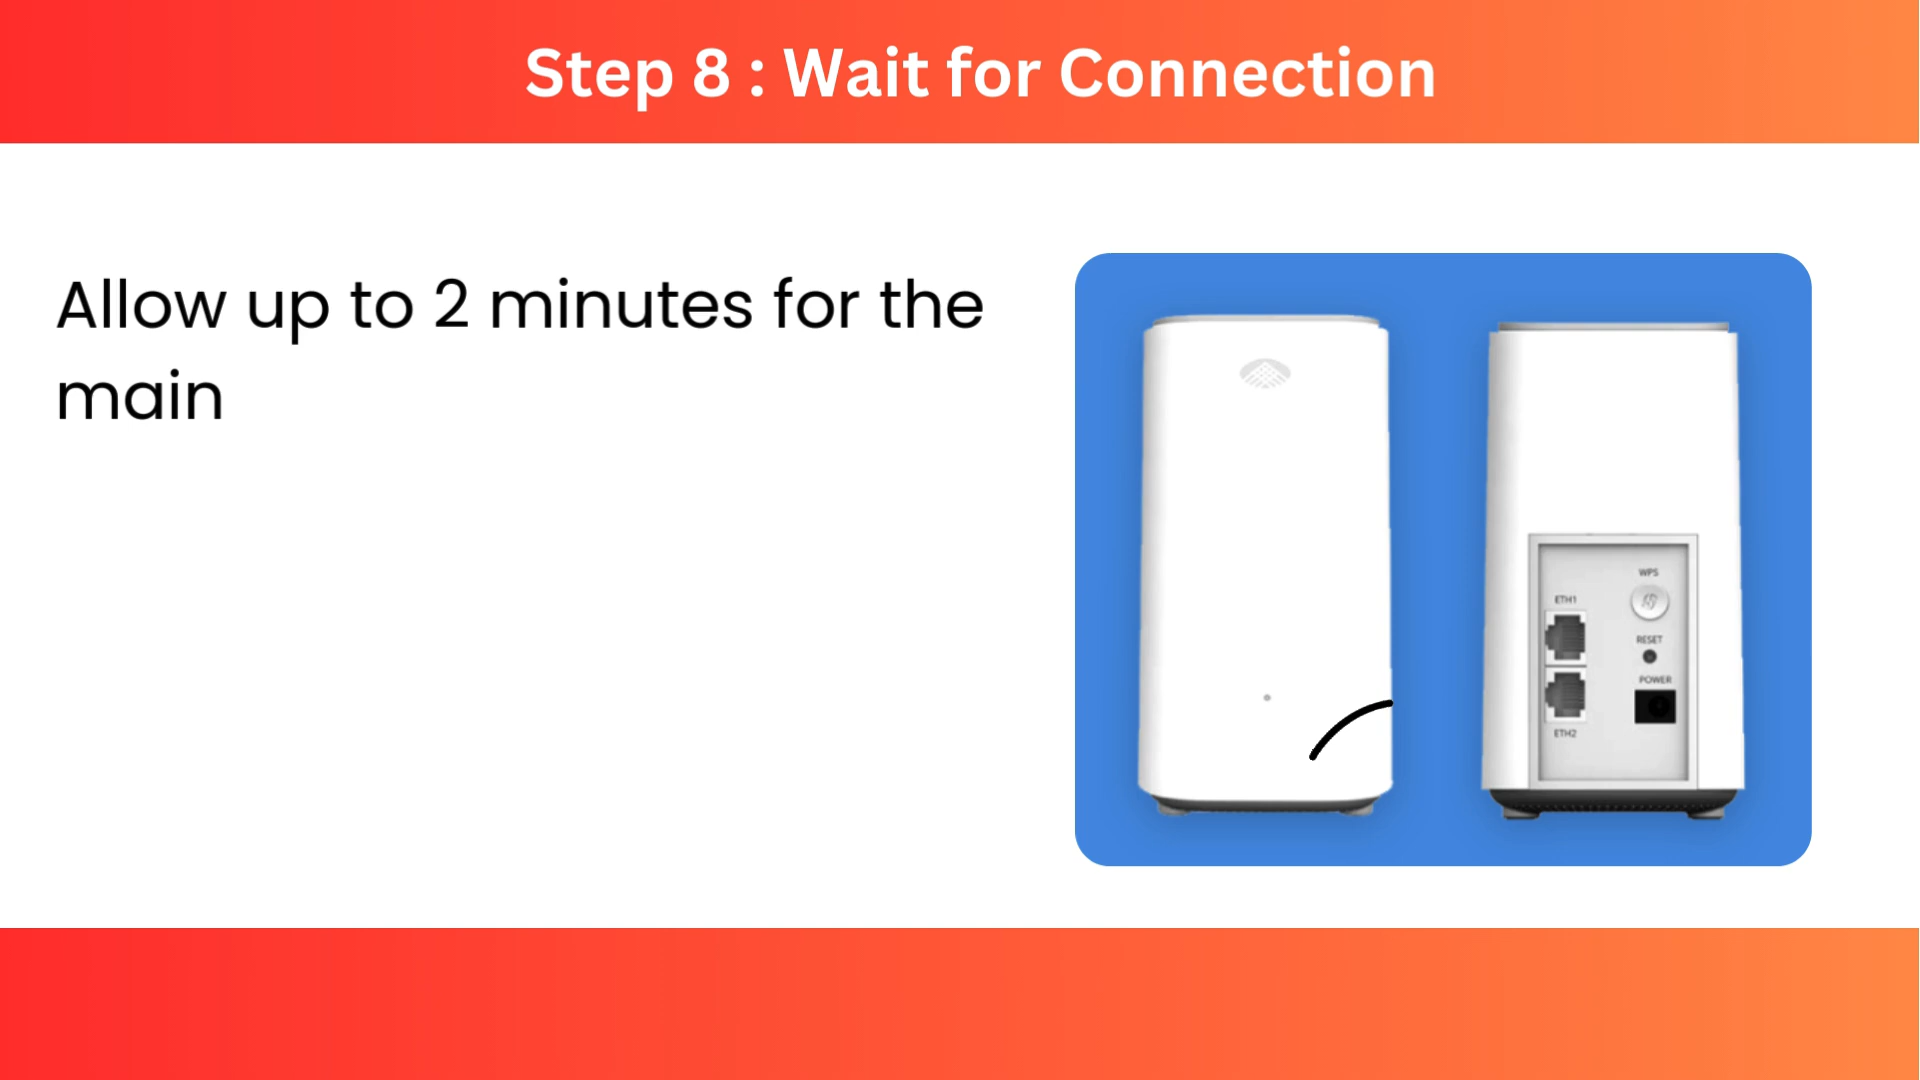 Step 8 : Wait for Connection
Allow up to 2 minutes for the
main
WPS
ETH1
RESET
POWER
ETH2